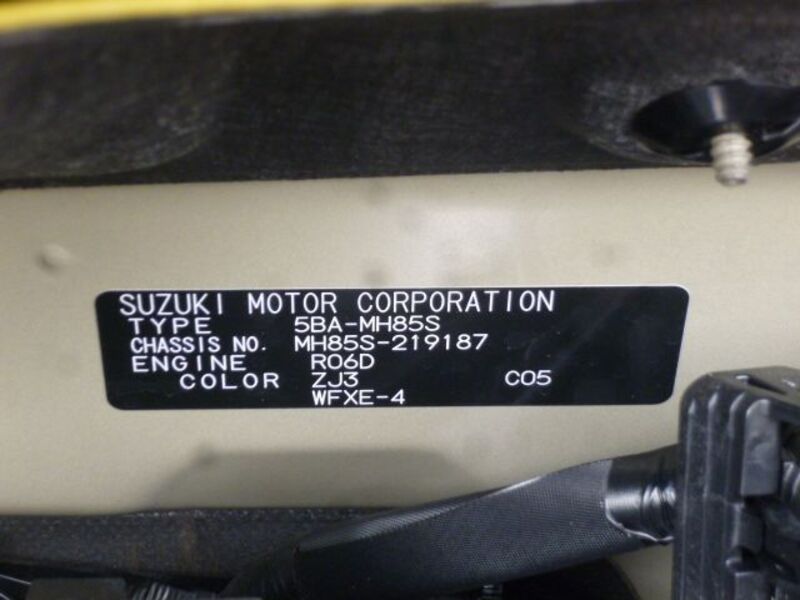 SUZUKI MOTOR CORPORATION
TYPE 5BA-MH85S
CHASSIS NO. MH85S-219187
ENGINE R06D
COLOR ZJ3 C05
WFXE-4